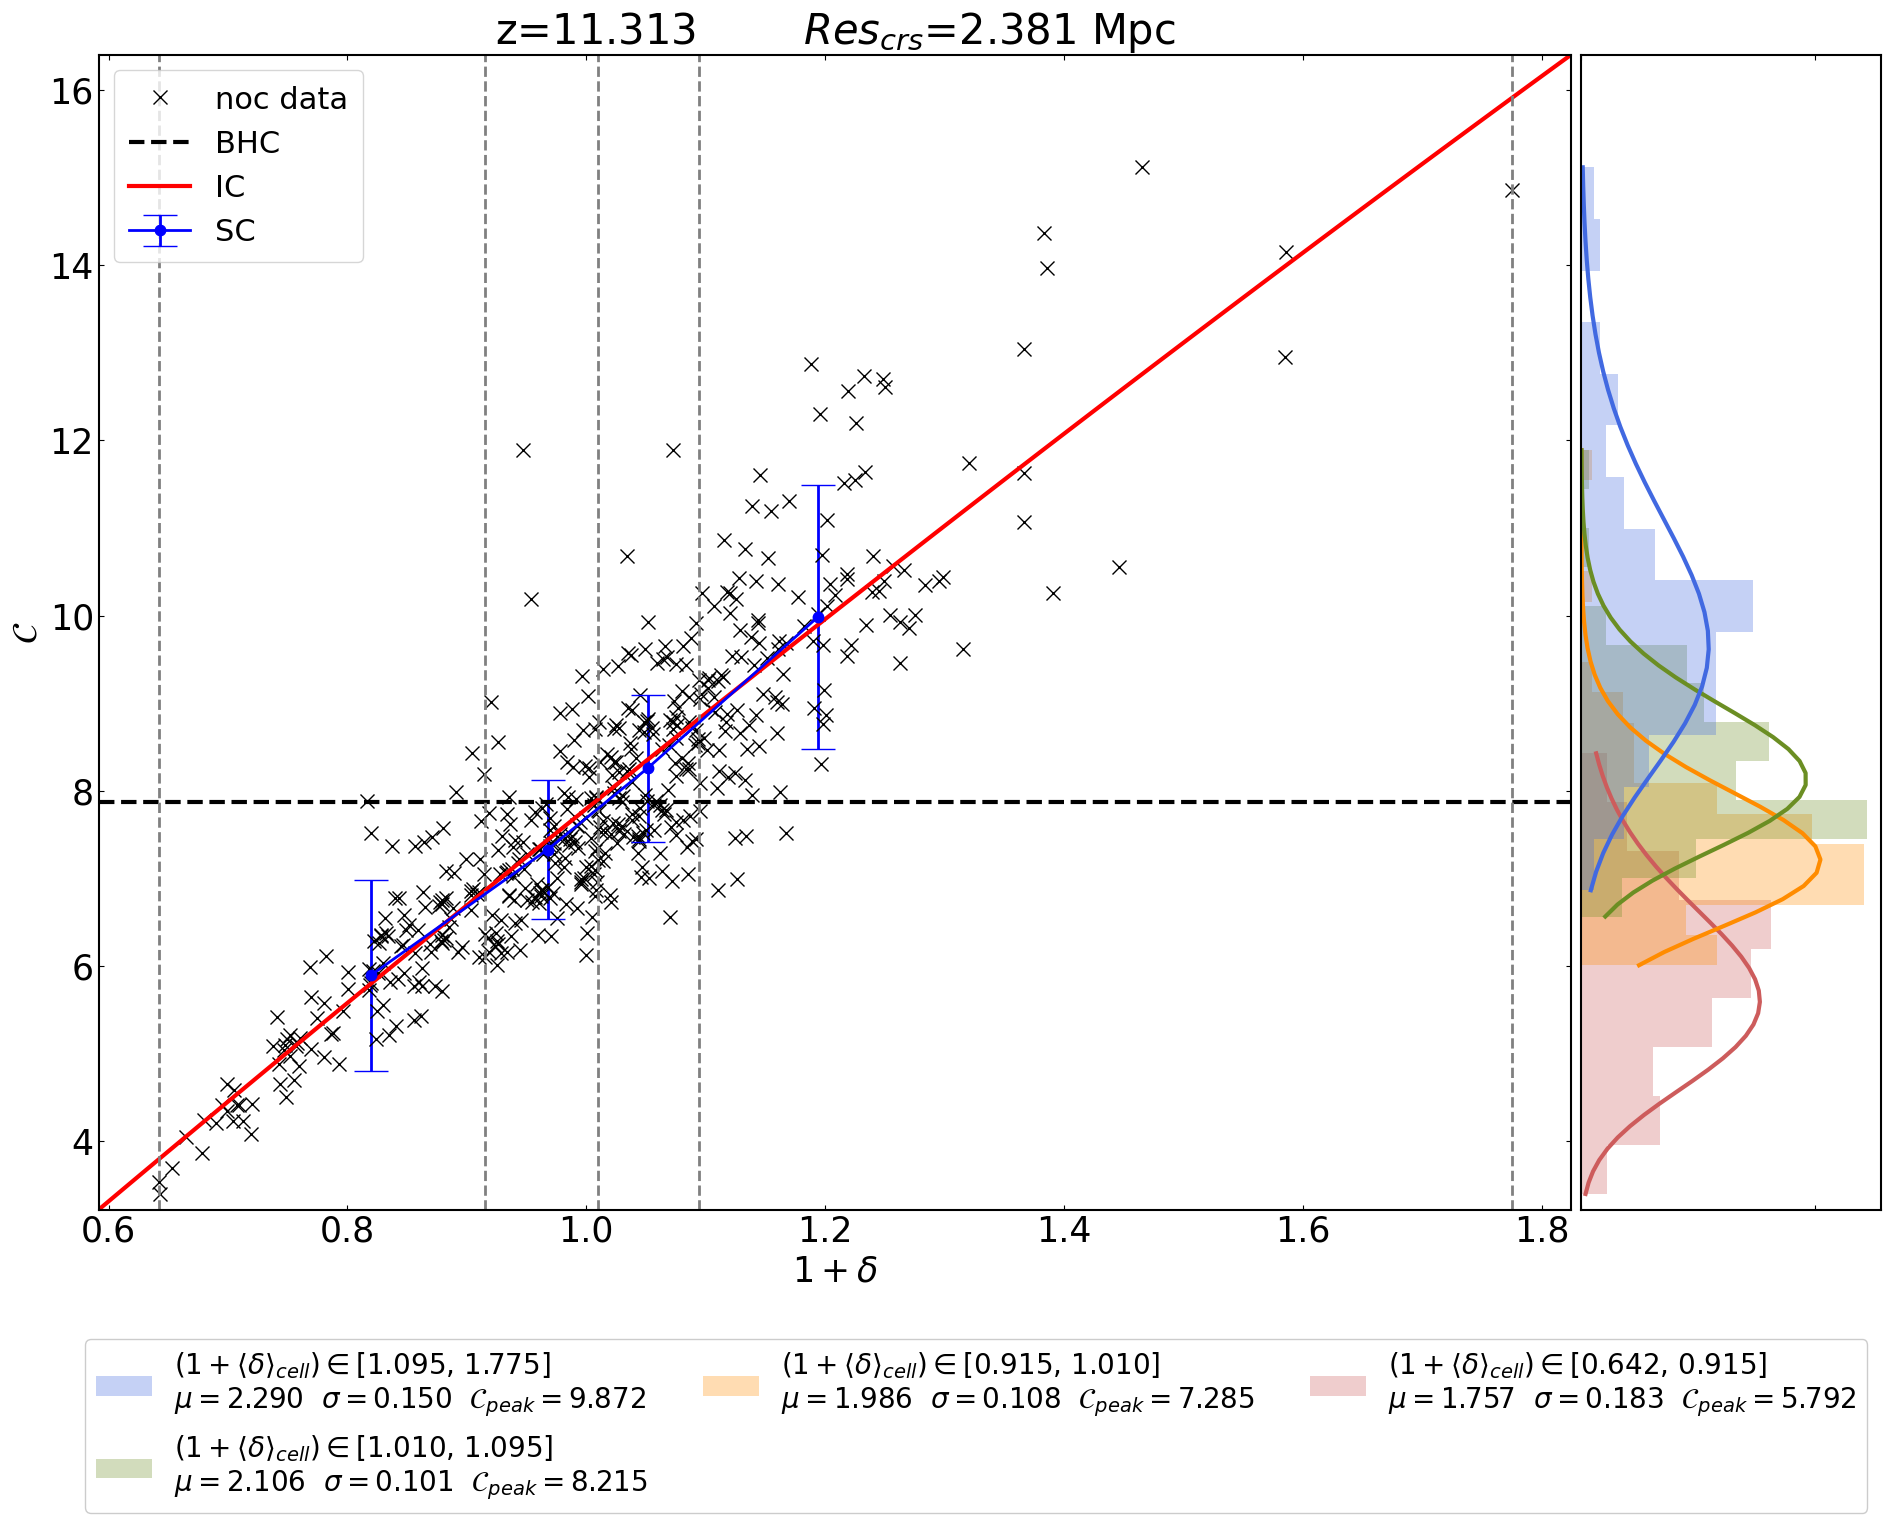 z=11.313 Res_crs=2.381 Mpc
noc data
BHC
IC
SC
16
14
12
10
8
6
4
𝒞
0.6 0.8 1.0 1.2 1.4 1.6 1.8
1 + δ
(1 + ⟨δ⟩_cell) ∈ [1.095, 1.775]
μ = 2.290 σ = 0.150 𝒞_peak = 9.872
(1 + ⟨δ⟩_cell) ∈ [1.010, 1.095]
μ = 2.106 σ = 0.101 𝒞_peak = 8.215
(1 + ⟨δ⟩_cell) ∈ [0.915, 1.010]
μ = 1.986 σ = 0.108 𝒞_peak = 7.285
(1 + ⟨δ⟩_cell) ∈ [0.642, 0.915]
μ = 1.757 σ = 0.183 𝒞_peak = 5.792